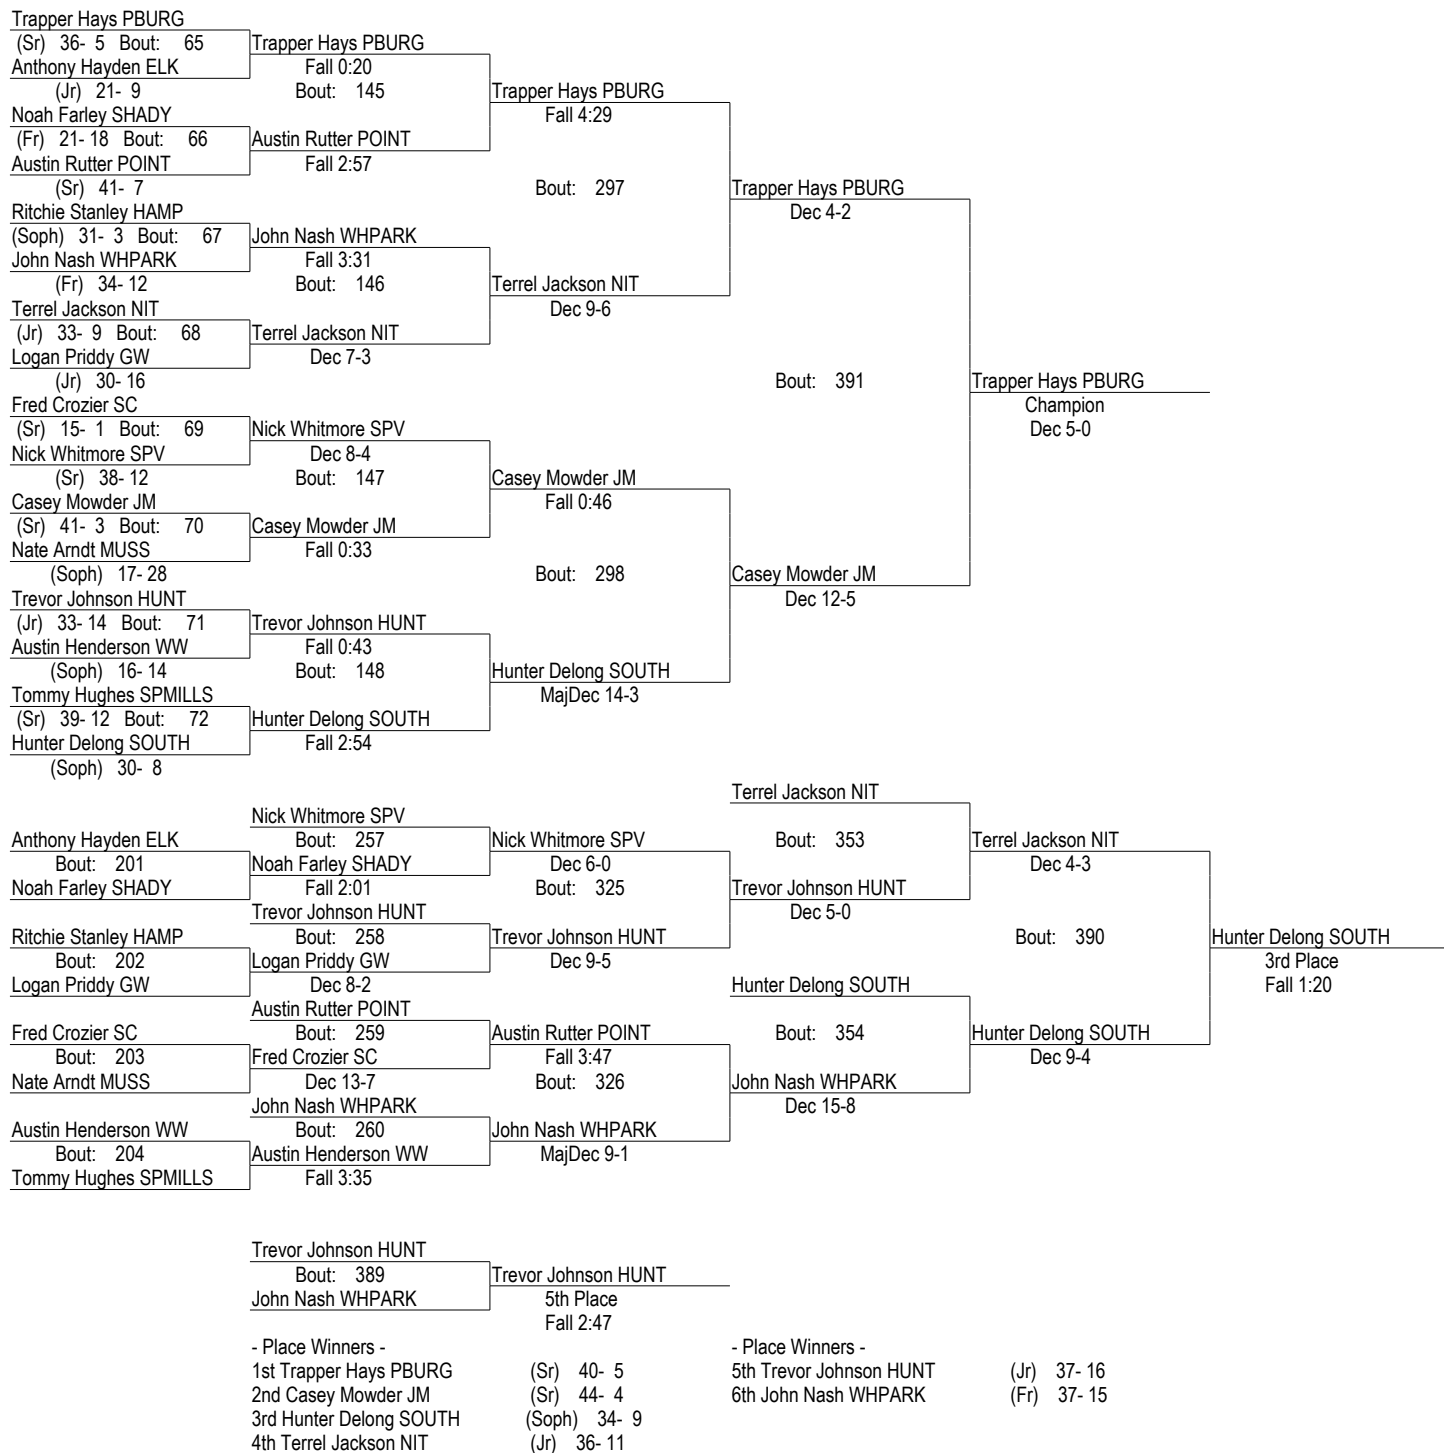 Trapper Hays PBURG
(Sr) 36- 5 Bout: 65 Trapper Hays PBURG
Anthony Hayden ELK Fall 0:20
(Jr) 21- 9 Bout: 145 Trapper Hays PBURG
Noah Farley SHADY Fall 4:29
(Fr) 21- 18 Bout: 66 Austin Rutter POINT
Austin Rutter POINT Fall 2:57
(Sr) 41- 7 Bout: 297 Trapper Hays PBURG
Ritchie Stanley HAMP Dec 4-2
(Soph) 31- 3 Bout: 67 John Nash WHPARK
John Nash WHPARK Fall 3:31
(Fr) 34- 12 Bout: 146 Terrel Jackson NIT
Terrel Jackson NIT Dec 9-6
(Jr) 33- 9 Bout: 68 Terrel Jackson NIT
Logan Priddy GW Dec 7-3
(Jr) 30- 16 Bout: 391 Trapper Hays PBURG
Fred Crozier SC Champion
(Sr) 15- 1 Bout: 69 Nick Whitmore SPV Dec 5-0
Nick Whitmore SPV Dec 8-4
(Sr) 38- 12 Bout: 147 Casey Mowder JM
Casey Mowder JM Fall 0:46
(Sr) 41- 3 Bout: 70 Casey Mowder JM
Nate Arndt MUSS Fall 0:33
(Soph) 17- 28 Bout: 298 Casey Mowder JM
Trevor Johnson HUNT Dec 12-5
(Jr) 33- 14 Bout: 71 Trevor Johnson HUNT
Austin Henderson WW Fall 0:43
(Soph) 16- 14 Bout: 148 Hunter Delong SOUTH
Tommy Hughes SPMILLS MajDec 14-3
(Sr) 39- 12 Bout: 72 Hunter Delong SOUTH
Hunter Delong SOUTH Fall 2:54
(Soph) 30- 8
Terrel Jackson NIT
Nick Whitmore SPV
Anthony Hayden ELK Bout: 257 Nick Whitmore SPV Bout: 353 Terrel Jackson NIT
Bout: 201 Noah Farley SHADY Dec 6-0 Dec 4-3
Noah Farley SHADY Fall 2:01 Bout: 325 Trevor Johnson HUNT
Trevor Johnson HUNT Dec 5-0
Ritchie Stanley HAMP Bout: 258 Trevor Johnson HUNT Bout: 390 Hunter Delong SOUTH
Bout: 202 Logan Priddy GW Dec 9-5 3rd Place
Logan Priddy GW Dec 8-2 Hunter Delong SOUTH Fall 1:20
Austin Rutter POINT
Fred Crozier SC Bout: 259 Austin Rutter POINT Bout: 354 Hunter Delong SOUTH
Bout: 203 Fred Crozier SC Fall 3:47 Dec 9-4
Nate Arndt MUSS Dec 13-7 Bout: 326 John Nash WHPARK
John Nash WHPARK Dec 15-8
Austin Henderson WW Bout: 260 John Nash WHPARK
Bout: 204 Austin Henderson WW MajDec 9-1
Tommy Hughes SPMILLS Fall 3:35
Trevor Johnson HUNT
Bout: 389 Trevor Johnson HUNT
John Nash WHPARK 5th Place
Fall 2:47
- Place Winners - - Place Winners -
1st Trapper Hays PBURG (Sr) 40- 5 5th Trevor Johnson HUNT (Jr) 37- 16
2nd Casey Mowder JM (Sr) 44- 4 6th John Nash WHPARK (Fr) 37- 15
3rd Hunter Delong SOUTH (Soph) 34- 9
4th Terrel Jackson NIT (Jr) 36- 11